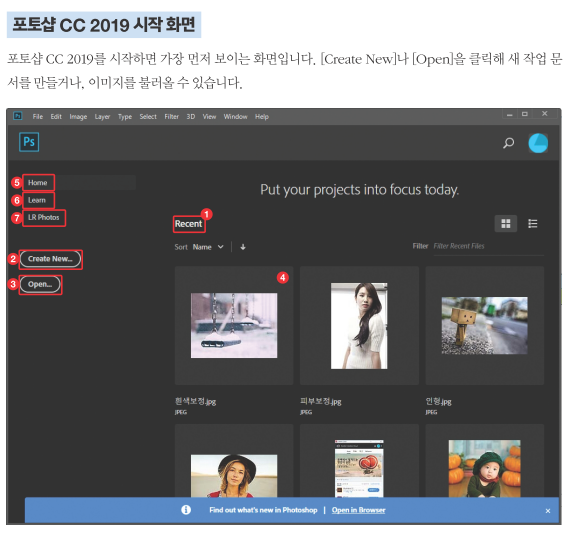 포토샵 CC 2019 시작 화면
포토샵 CC 2019를 시작하면 가장 먼저 보이는 화면입니다. [Create New]나 [Open]을 클릭해 새 작업 문
서를 만들거나, 이미지를 불러올 수 있습니다.
Ps File Edit Image Layer Type Select Filter 3D View Window Help
Ps
Put your projects into focus today.
5 Home
6 Learn
7 LR Photos
Recent 1
Sort Name
Filter Filter Recent Files
2 Create New...
3 Open...
4
흰색보정.jpg 피부보정.jpg 인형.jpg
JPEG JPEG JPEG
Find out what's new in Photoshop | Open in Browser